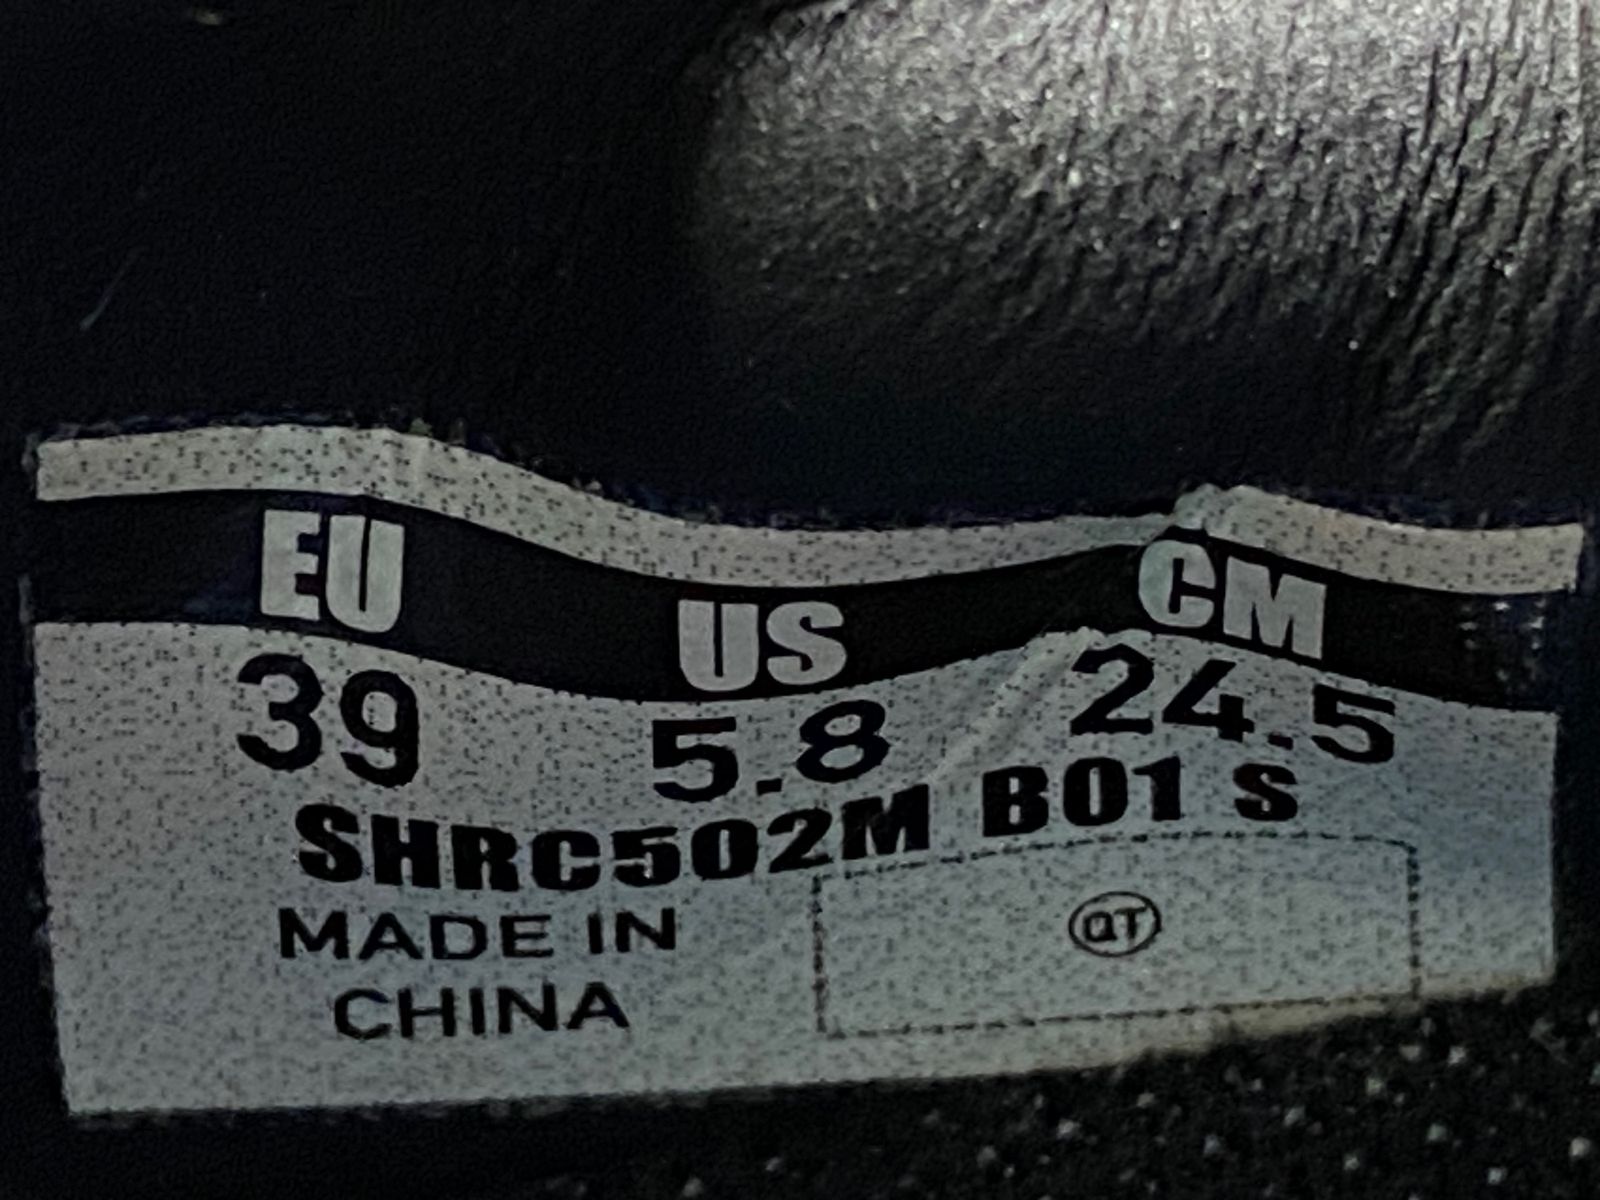 EU US CM
39 5.8 24.5
SHRC502M B01 S
MADE IN
CHINA
QT